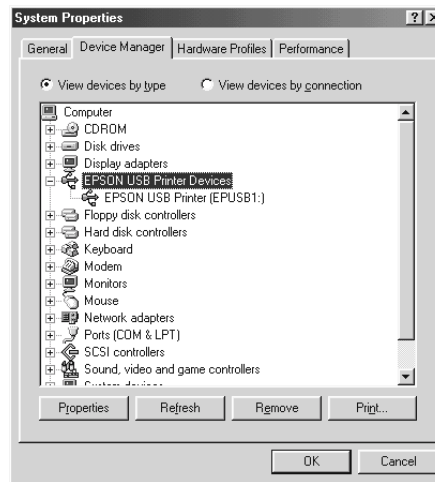 System Properties
General Device Manager Hardware Profiles Performance
View devices by type View devices by connection
Computer
CDROM
Disk drives
Display adapters
EPSON USB Printer Devices
EPSON USB Printer (EPUSB1:)
Floppy disk controllers
Hard disk controllers
Keyboard
Modem
Monitors
Mouse
Network adapters
Ports (COM & LPT)
SCSI controllers
Sound, video and game controllers
System devices
Properties Refresh Remove Print...
OK Cancel